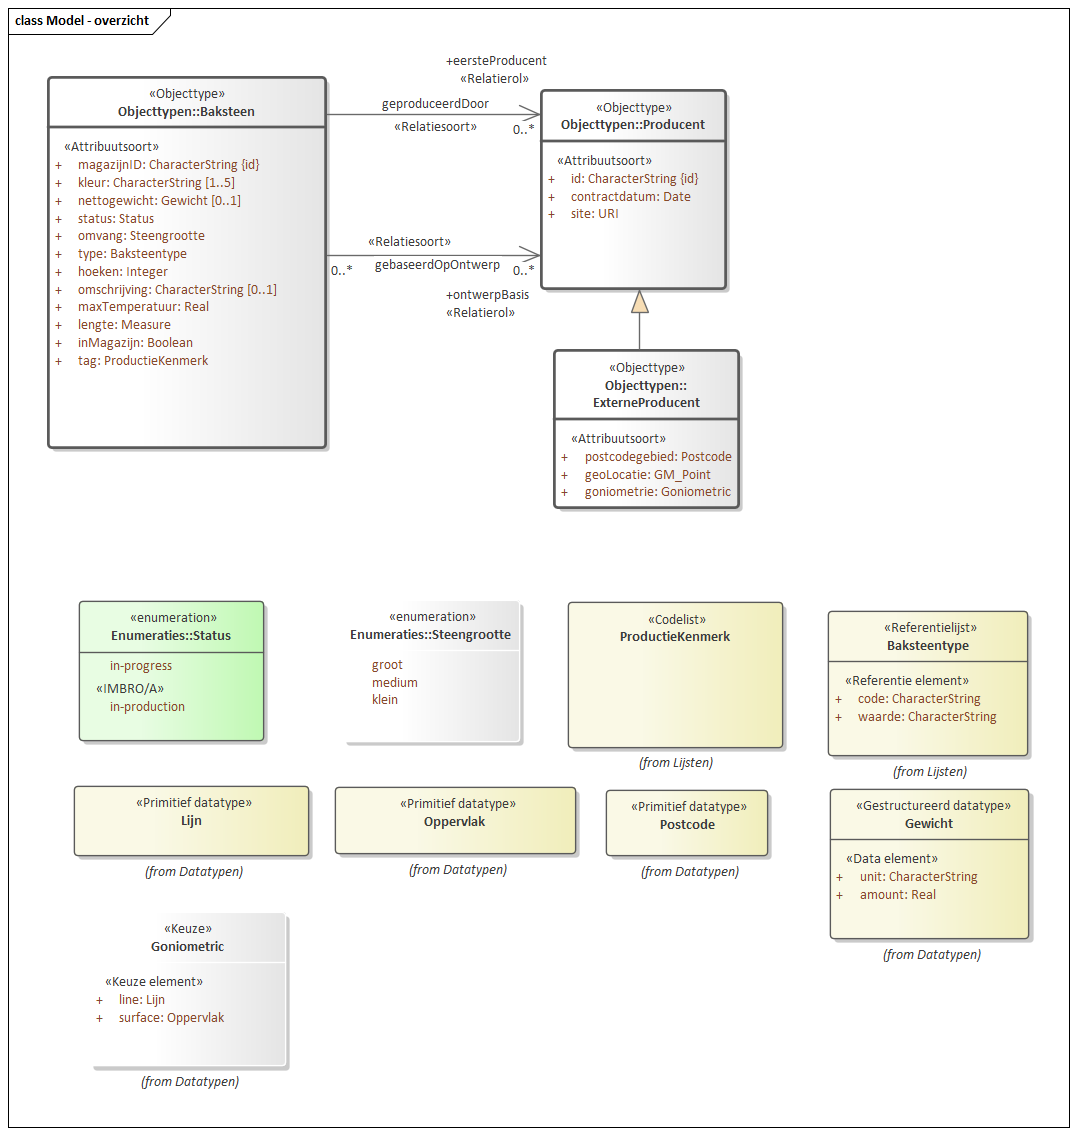 class Model - overzicht
«Objecttype»
Objecttypen::Baksteen
«Attribuutsoort»
+ magazijnID: CharacterString {id}
+ kleur: CharacterString [1..5]
+ nettogewicht: Gewicht [0..1]
+ status: Status
+ omvang: Steengrootte
+ type: Baksteentype
+ hoeken: Integer
+ omschrijving: CharacterString [0..1]
+ maxTemperatuur: Real
+ lengte: Measure
+ inMagazijn: Boolean
+ tag: ProductieKenmerk
+eersteProducent
«Relatierol»
geproduceerdDoor
«Relatiesoort»
0..*
«Relatiesoort»
0..*
gebaseerdOpOntwerp
0..*
+ontwerpBasis
«Relatierol»
«Objecttype»
Objecttypen::Producent
«Attribuutsoort»
+ id: CharacterString {id}
+ contractdatum: Date
+ site: URI
«Objecttype»
Objecttypen::
ExterneProducent
«Attribuutsoort»
+ postcodegebied: Postcode
+ geoLocatie: GM_Point
+ goniometrie: Goniometric
«enumeration»
Enumeraties::Status
in-progress
«IMBRO/A»
in-production
«enumeration»
Enumeraties::Steengrootte
groot
medium
klein
«Codelist»
ProductieKenmerk
(from Lijsten)
«Referentielijst»
Baksteentype
«Referentie element»
+ code: CharacterString
+ waarde: CharacterString
(from Lijsten)
«Primitief datatype»
Lijn
(from Datatypen)
«Primitief datatype»
Oppervlak
(from Datatypen)
«Primitief datatype»
Postcode
(from Datatypen)
«Gestructureerd datatype»
Gewicht
«Data element»
+ unit: CharacterString
+ amount: Real
(from Datatypen)
«Keuze»
Goniometric
«Keuze element»
+ line: Lijn
+ surface: Oppervlak
(from Datatypen)